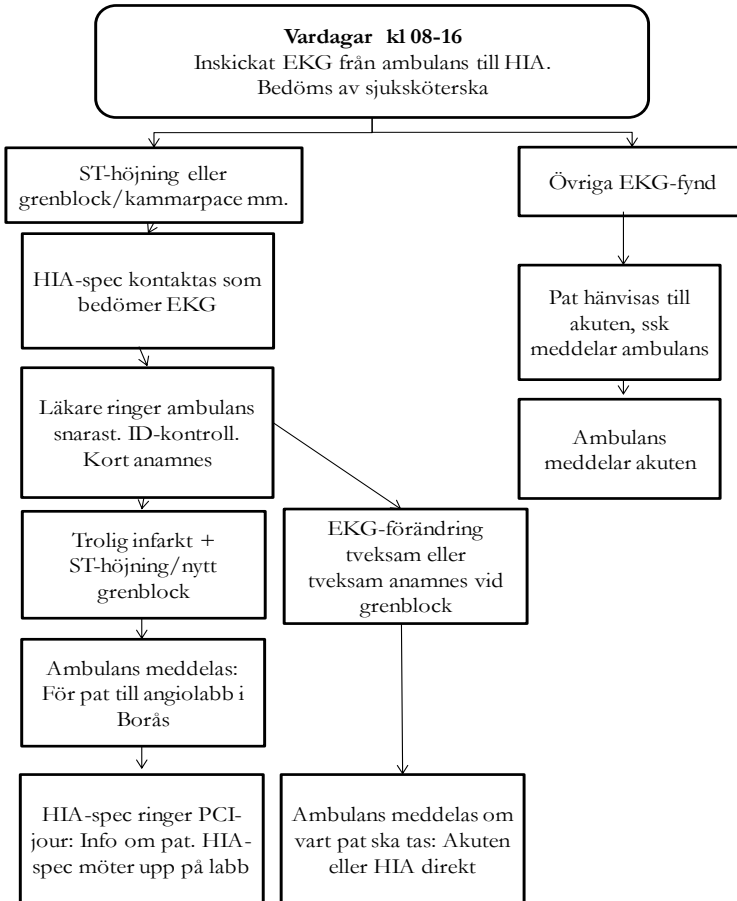 Vardagar kl 08-16
Inskickat EKG från ambulans till HIA.
Bedöms av sjuksköterska
ST-höjning eller
grenblock/kammarpace mm.
Övriga EKG-fynd
HIA-spec kontaktas som
bedömer EKG
Pat hänvisas till
akuten, ssk
meddelar ambulans
Läkare ringer ambulans
snarast. ID-kontroll.
Kort anamnes
Ambulans
meddelar akuten
Trolig infarkt +
ST-höjning/nytt
grenblock
EKG-förändring
tveksam eller
tveksam anamnes vid
grenblock
Ambulans meddelas:
För pat till angiolabb i
Borås
HIA-spec ringer PCI-
jour: Info om pat. HIA-
spec möter upp på labb
Ambulans meddelas om
vart pat ska tas: Akuten
eller HIA direkt